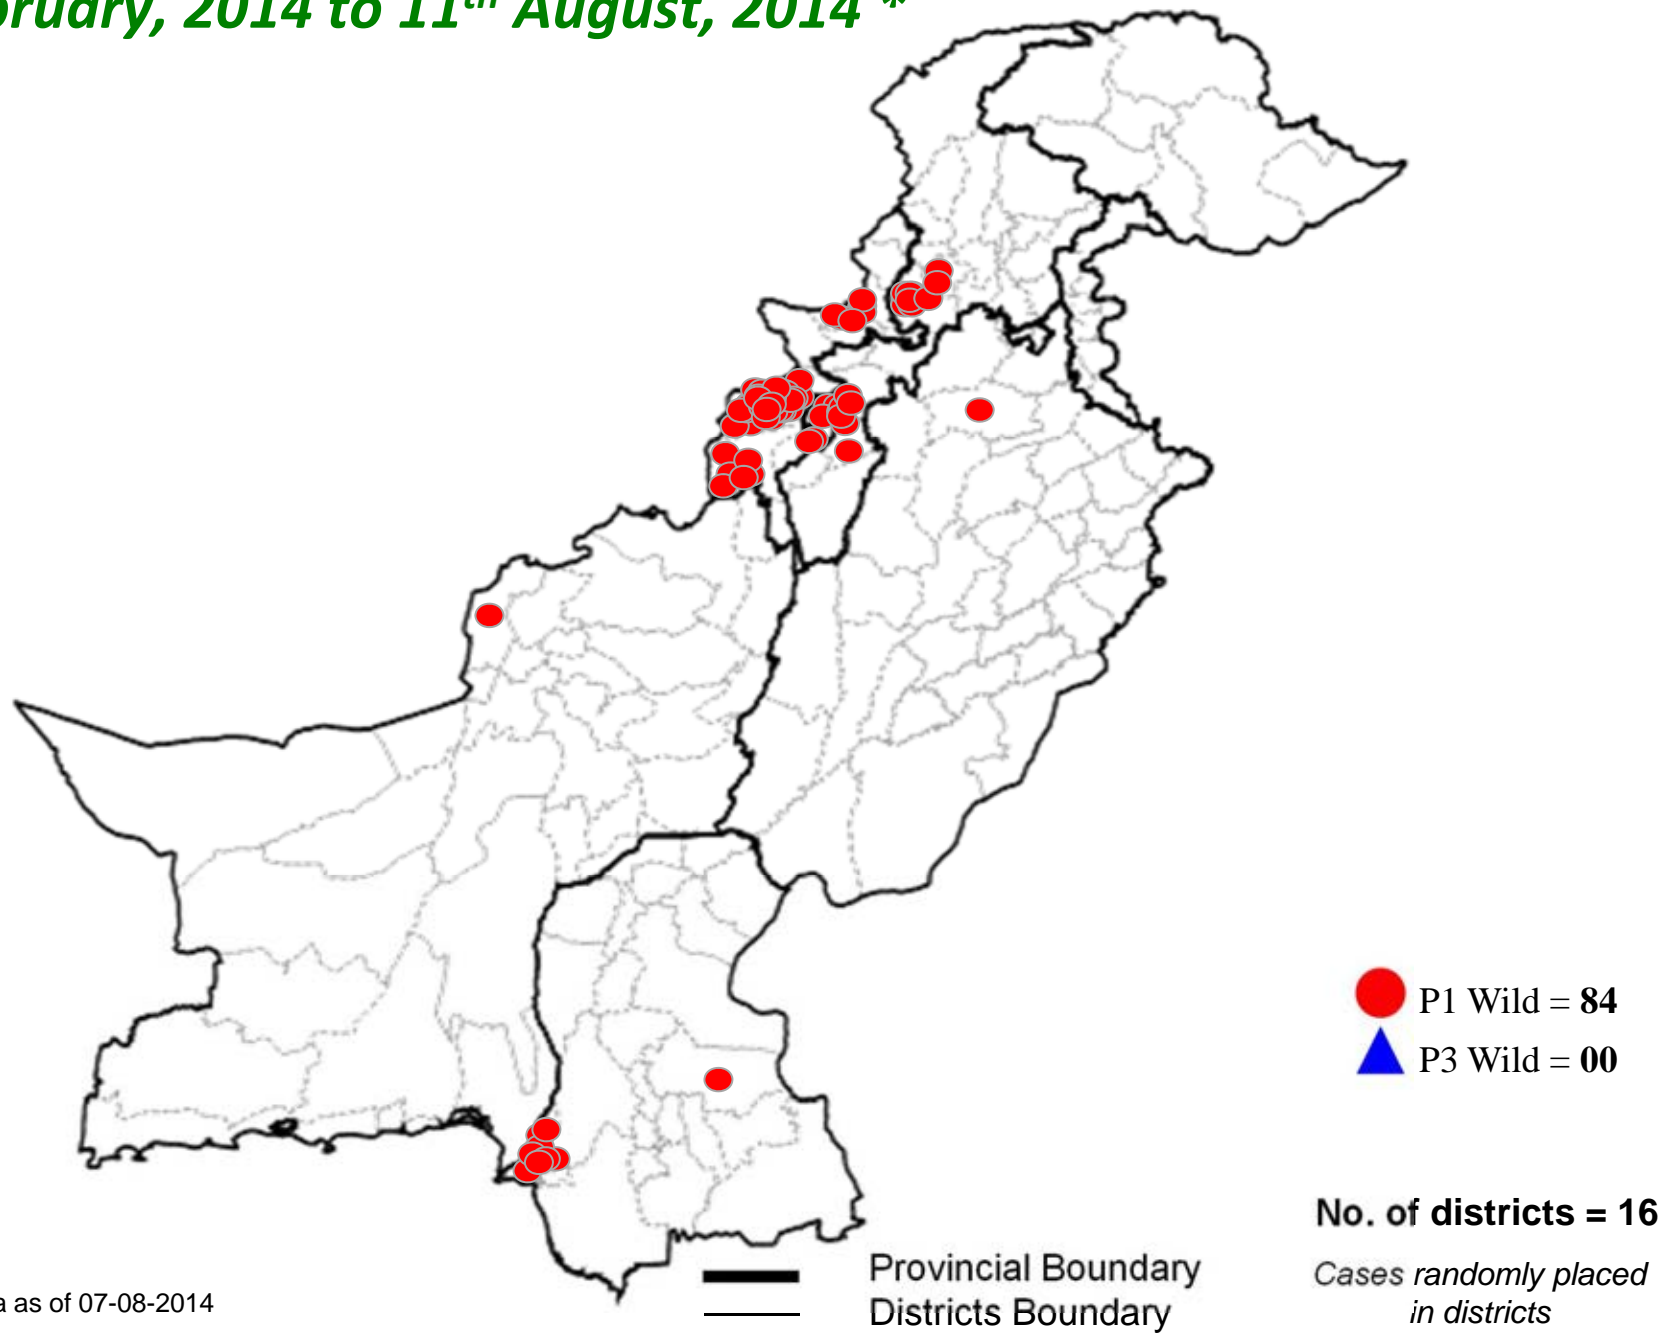 bruary, 2014 to 11th August, 2014 *
P1 Wild = 84
P3 Wild = 00
No. of districts = 16
Cases randomly placed
in districts
Provincial Boundary
Districts Boundary
a as of 07-08-2014